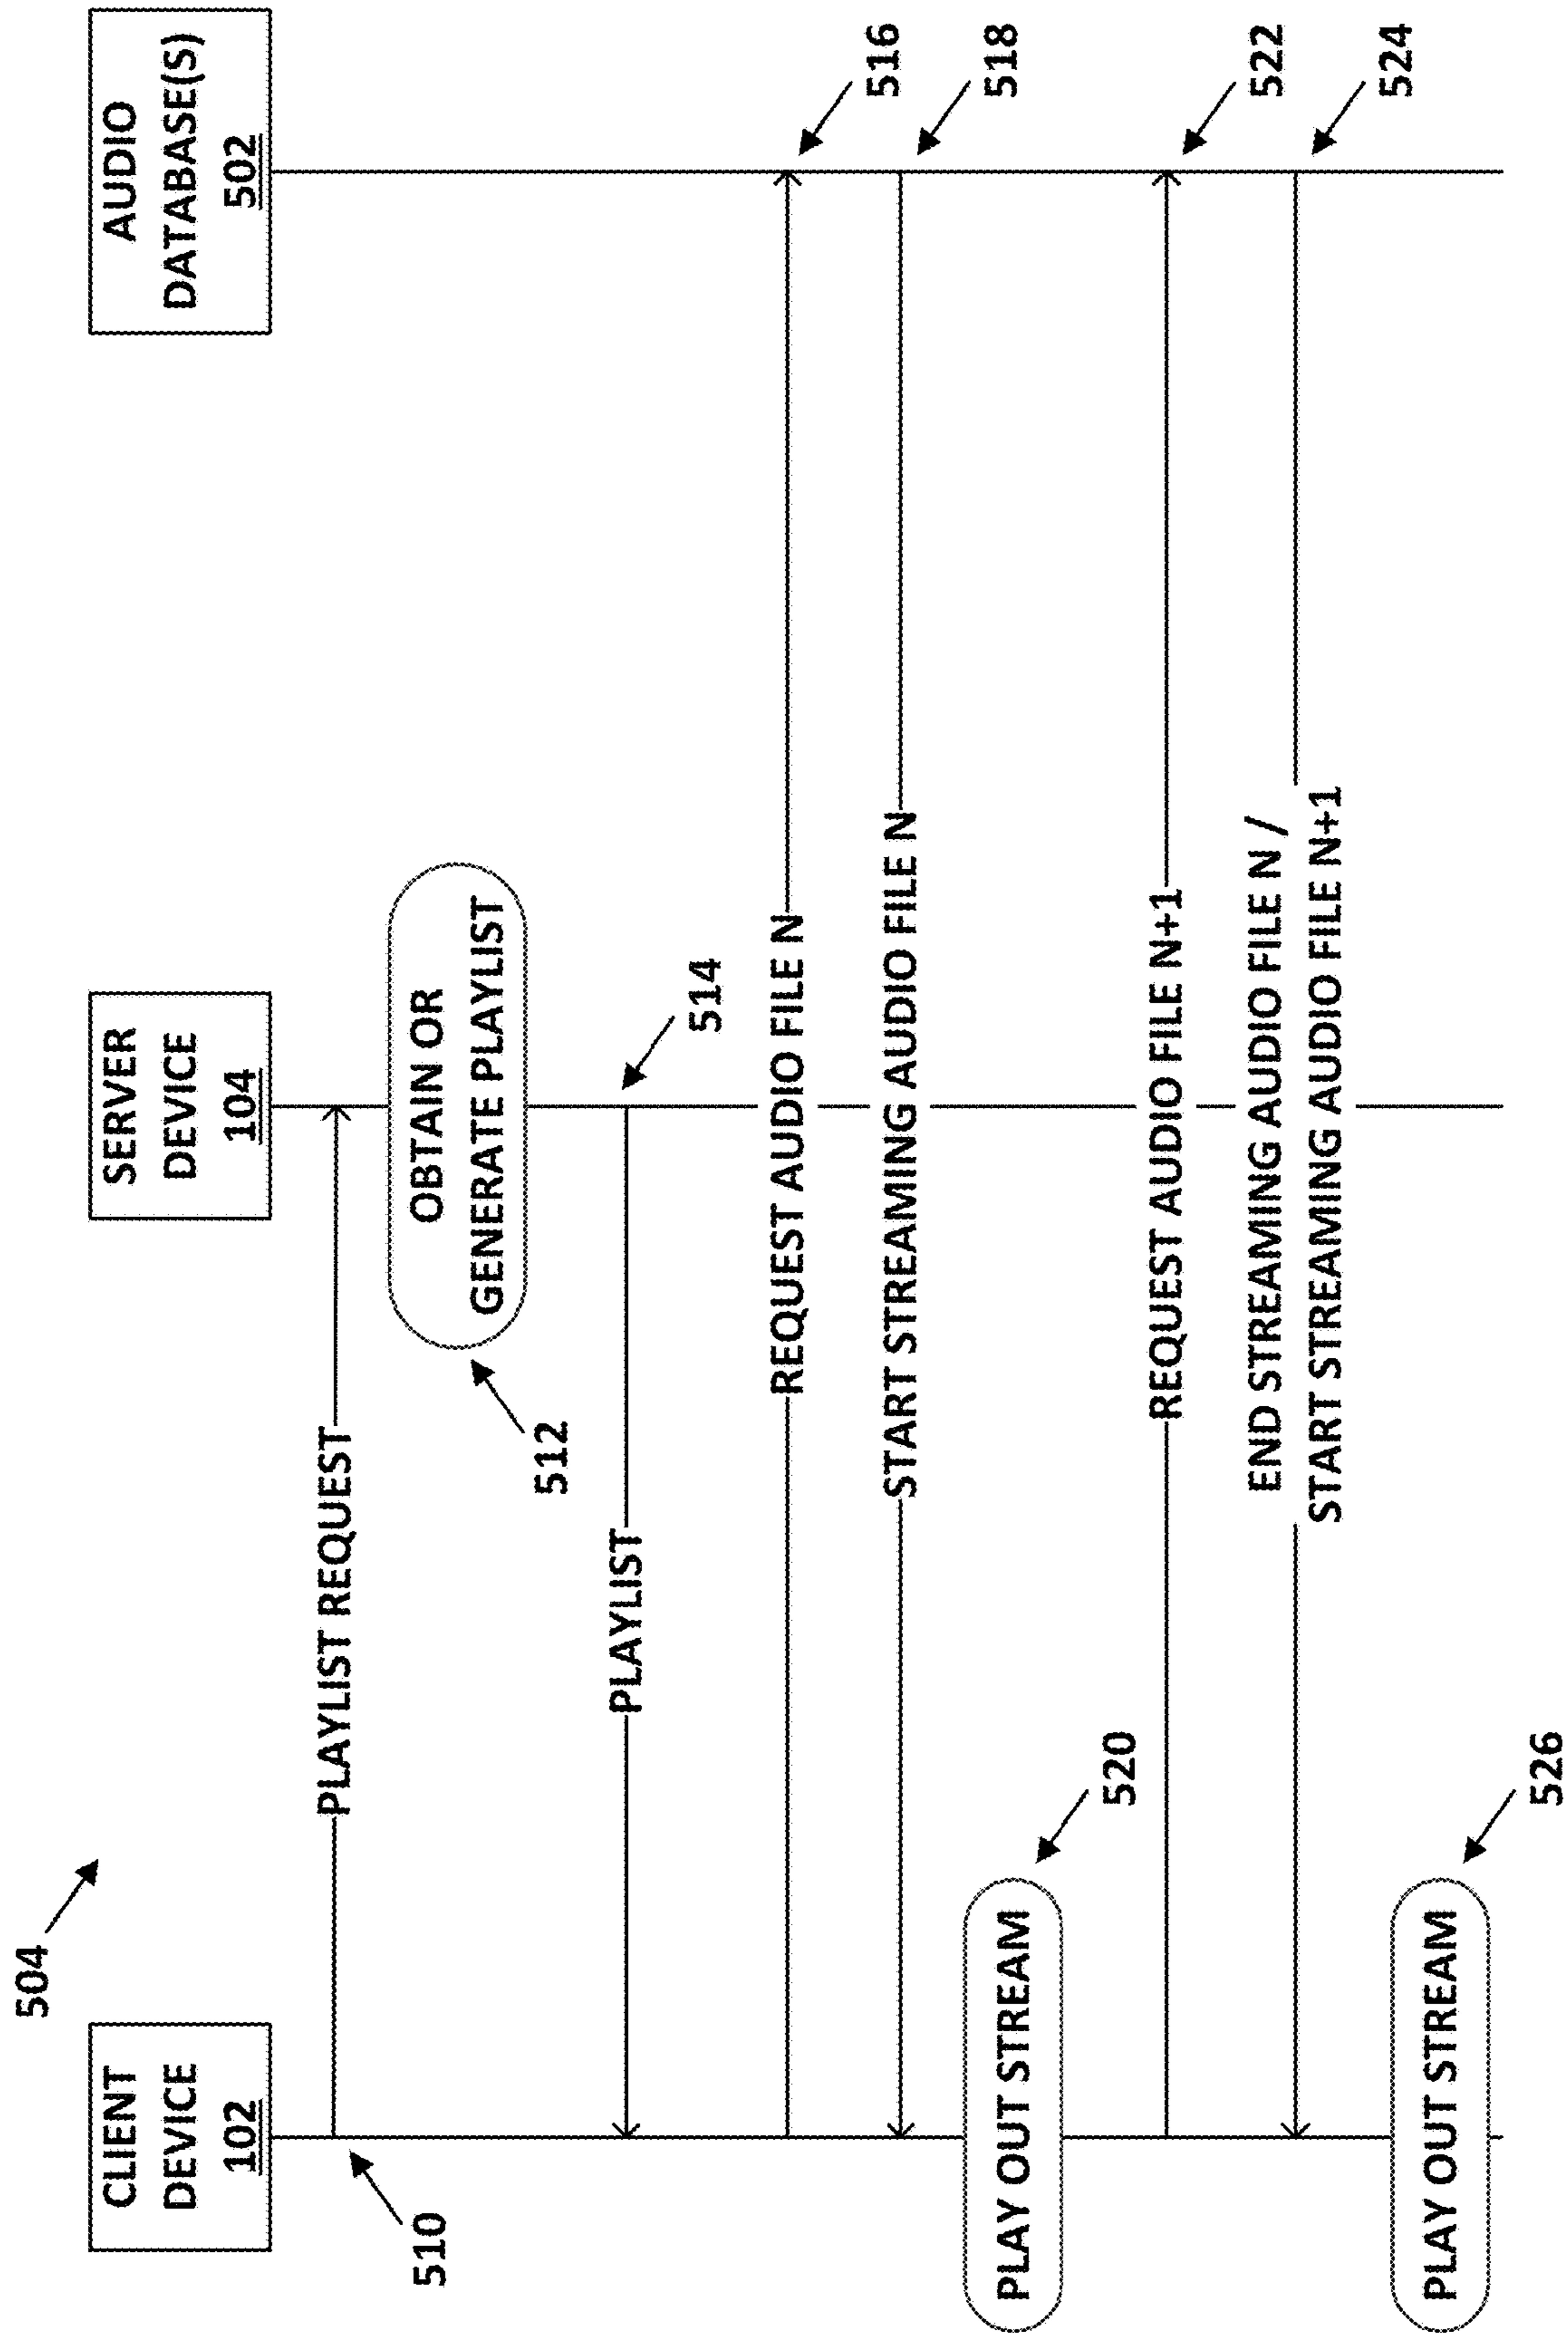 504
CLIENT
DEVICE
102
SERVER
DEVICE
104
AUDIO
DATABASE(S)
502
510
PLAYLIST REQUEST
OBTAIN OR
GENERATE PLAYLIST
512
PLAYLIST
514
REQUEST AUDIO FILE N
516
START STREAMING AUDIO FILE N
518
PLAY OUT STREAM
520
REQUEST AUDIO FILE N+1
522
END STREAMING AUDIO FILE N /
START STREAMING AUDIO FILE N+1
524
PLAY OUT STREAM
526